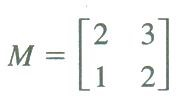 M = [2 3
1 2]